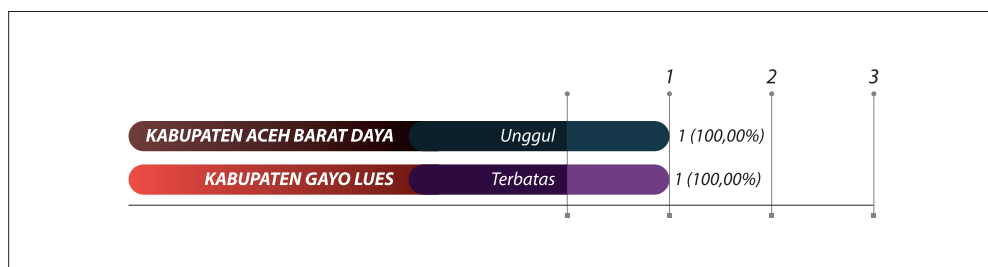 1 2 3
KABUPATEN ACEH BARAT DAYA Unggul 1 (100,00%)
KABUPATEN GAYO LUES Terbatas 1 (100,00%)